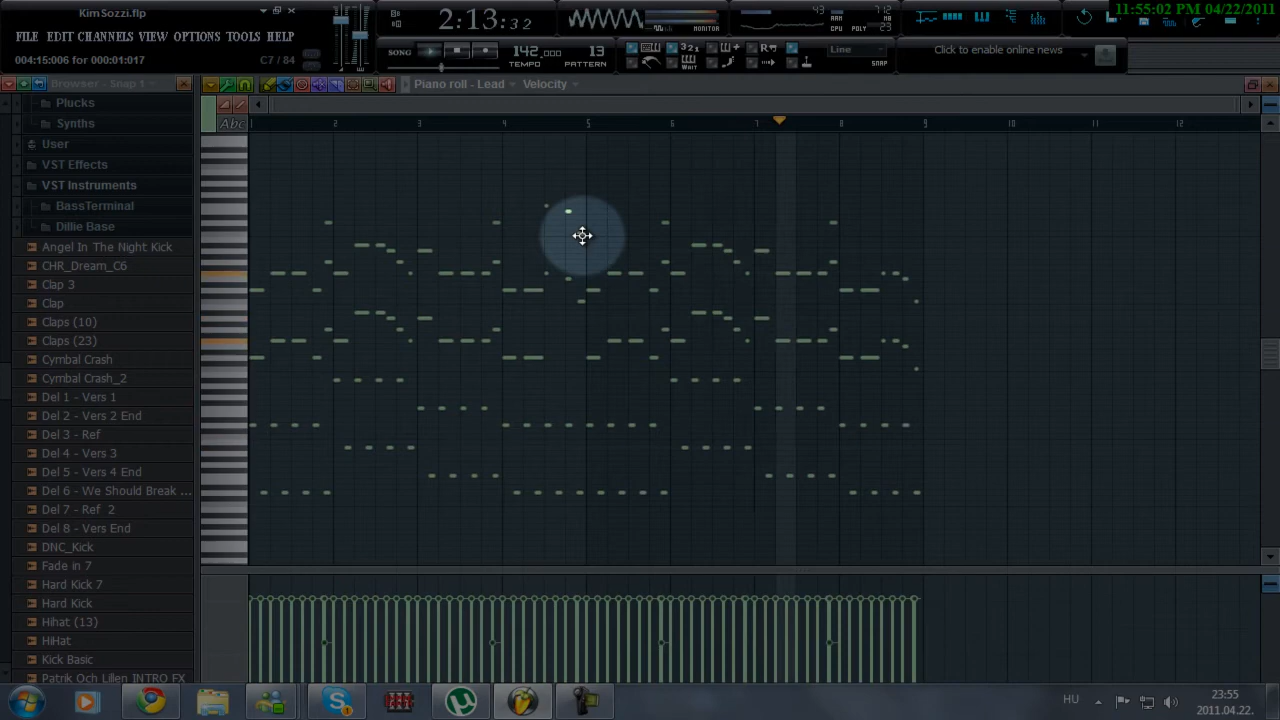 KimSozzi.flp
11:55:02 PM 04/22/2011
2:13:32
43
712
MONITOR
RAM
CPU
POLY
FILE EDIT CHANNELS VIEW OPTIONS TOOLS HELP
SONG
142,000
TEMPO
13
PATTERN
321
WAIT
Line
SNAP
Click to enable online news
004:15:006 for 000:01:017
C7 / 84
Browser - Snap 1
Piano roll - Lead
Velocity
Plucks
Synths
User
VST Effects
VST Instruments
BassTerminal
Dillie Base
Abc
1 2 3 4 5 6 7 8 9 10 11 12
Angel In The Night Kick
CHR_Dream_C6
Clap 3
Clap
Claps (10)
Claps (23)
Cymbal Crash
Cymbal Crash_2
Del 1 - Vers 1
Del 2 - Vers 2 End
Del 3 - Ref
Del 4 - Vers 3
Del 5 - Vers 4 End
Del 6 - We Should Break ...
Del 7 - Ref 2
Del 8 - Vers End
DNC_Kick
Fade in 7
Hard Kick 7
Hard Kick
Hihat (13)
HiHat
Kick Basic
Patrik Och Lillen INTRO FX
HU
23:55
2011.04.22.